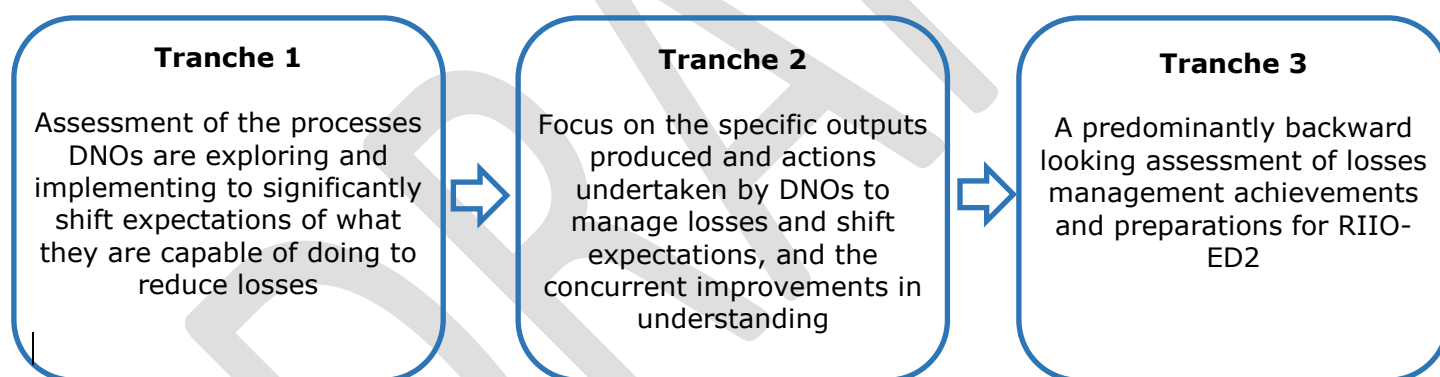 Tranche 1
Assessment of the processes
DNOs are exploring and
implementing to significantly
shift expectations of what
they are capable of doing to
reduce losses
Tranche 2
Focus on the specific outputs
produced and actions
undertaken by DNOs to
manage losses and shift
expectations, and the
concurrent improvements in
understanding
Tranche 3
A predominantly backward
looking assessment of losses
management achievements
and preparations for RIIO-
ED2